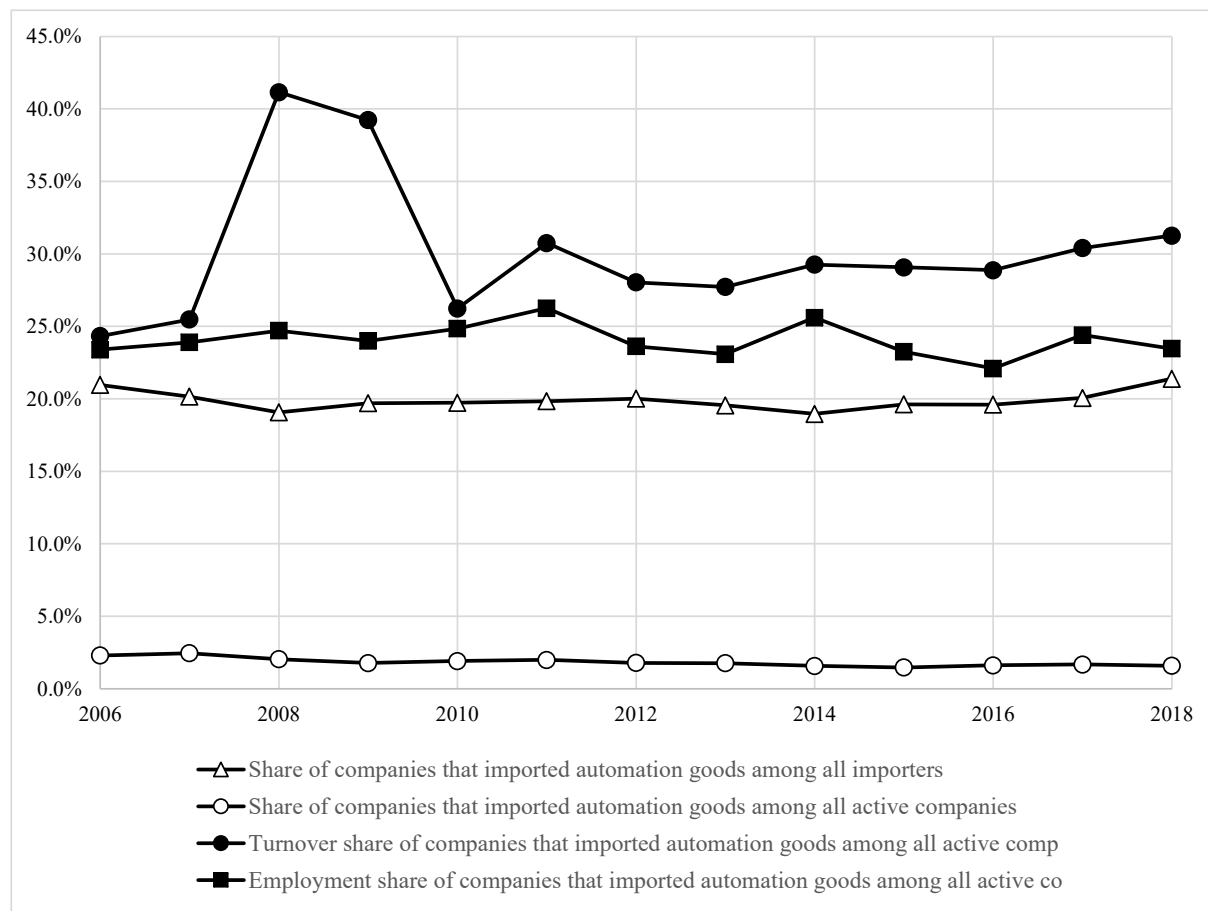 45.0%
40.0%
35.0%
30.0%
25.0%
20.0%
15.0%
10.0%
5.0%
0.0%
2006 2008 2010 2012 2014 2016 2018
Share of companies that imported automation goods among all importers
Share of companies that imported automation goods among all active companies
Turnover share of companies that imported automation goods among all active comp
Employment share of companies that imported automation goods among all active co